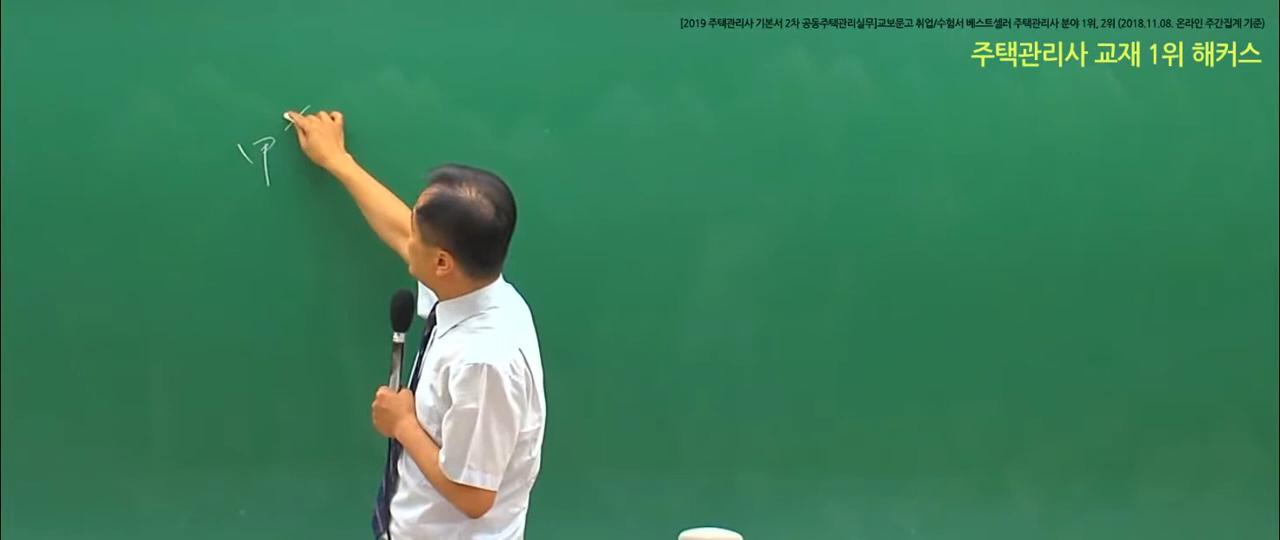 [2019 주택관리사 기본서 2차 공동주택관리실무]교보문고 취업/수험서 베스트셀러 주택관리사 분야 1위, 2위 (2018.11.08. 온라인 주간집계 기준)
주택관리사 교재 1위 해커스